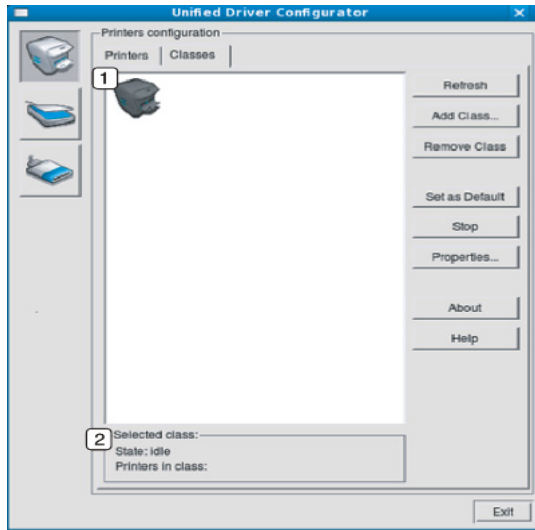 Unified Driver Configurator
Printers configuration
Printers Classes
1
Refresh
Add Class...
Remove Class
Set as Default
Stop
Properties...
About
Help
2
Selected class:
State: idle
Printers in class:
Exit